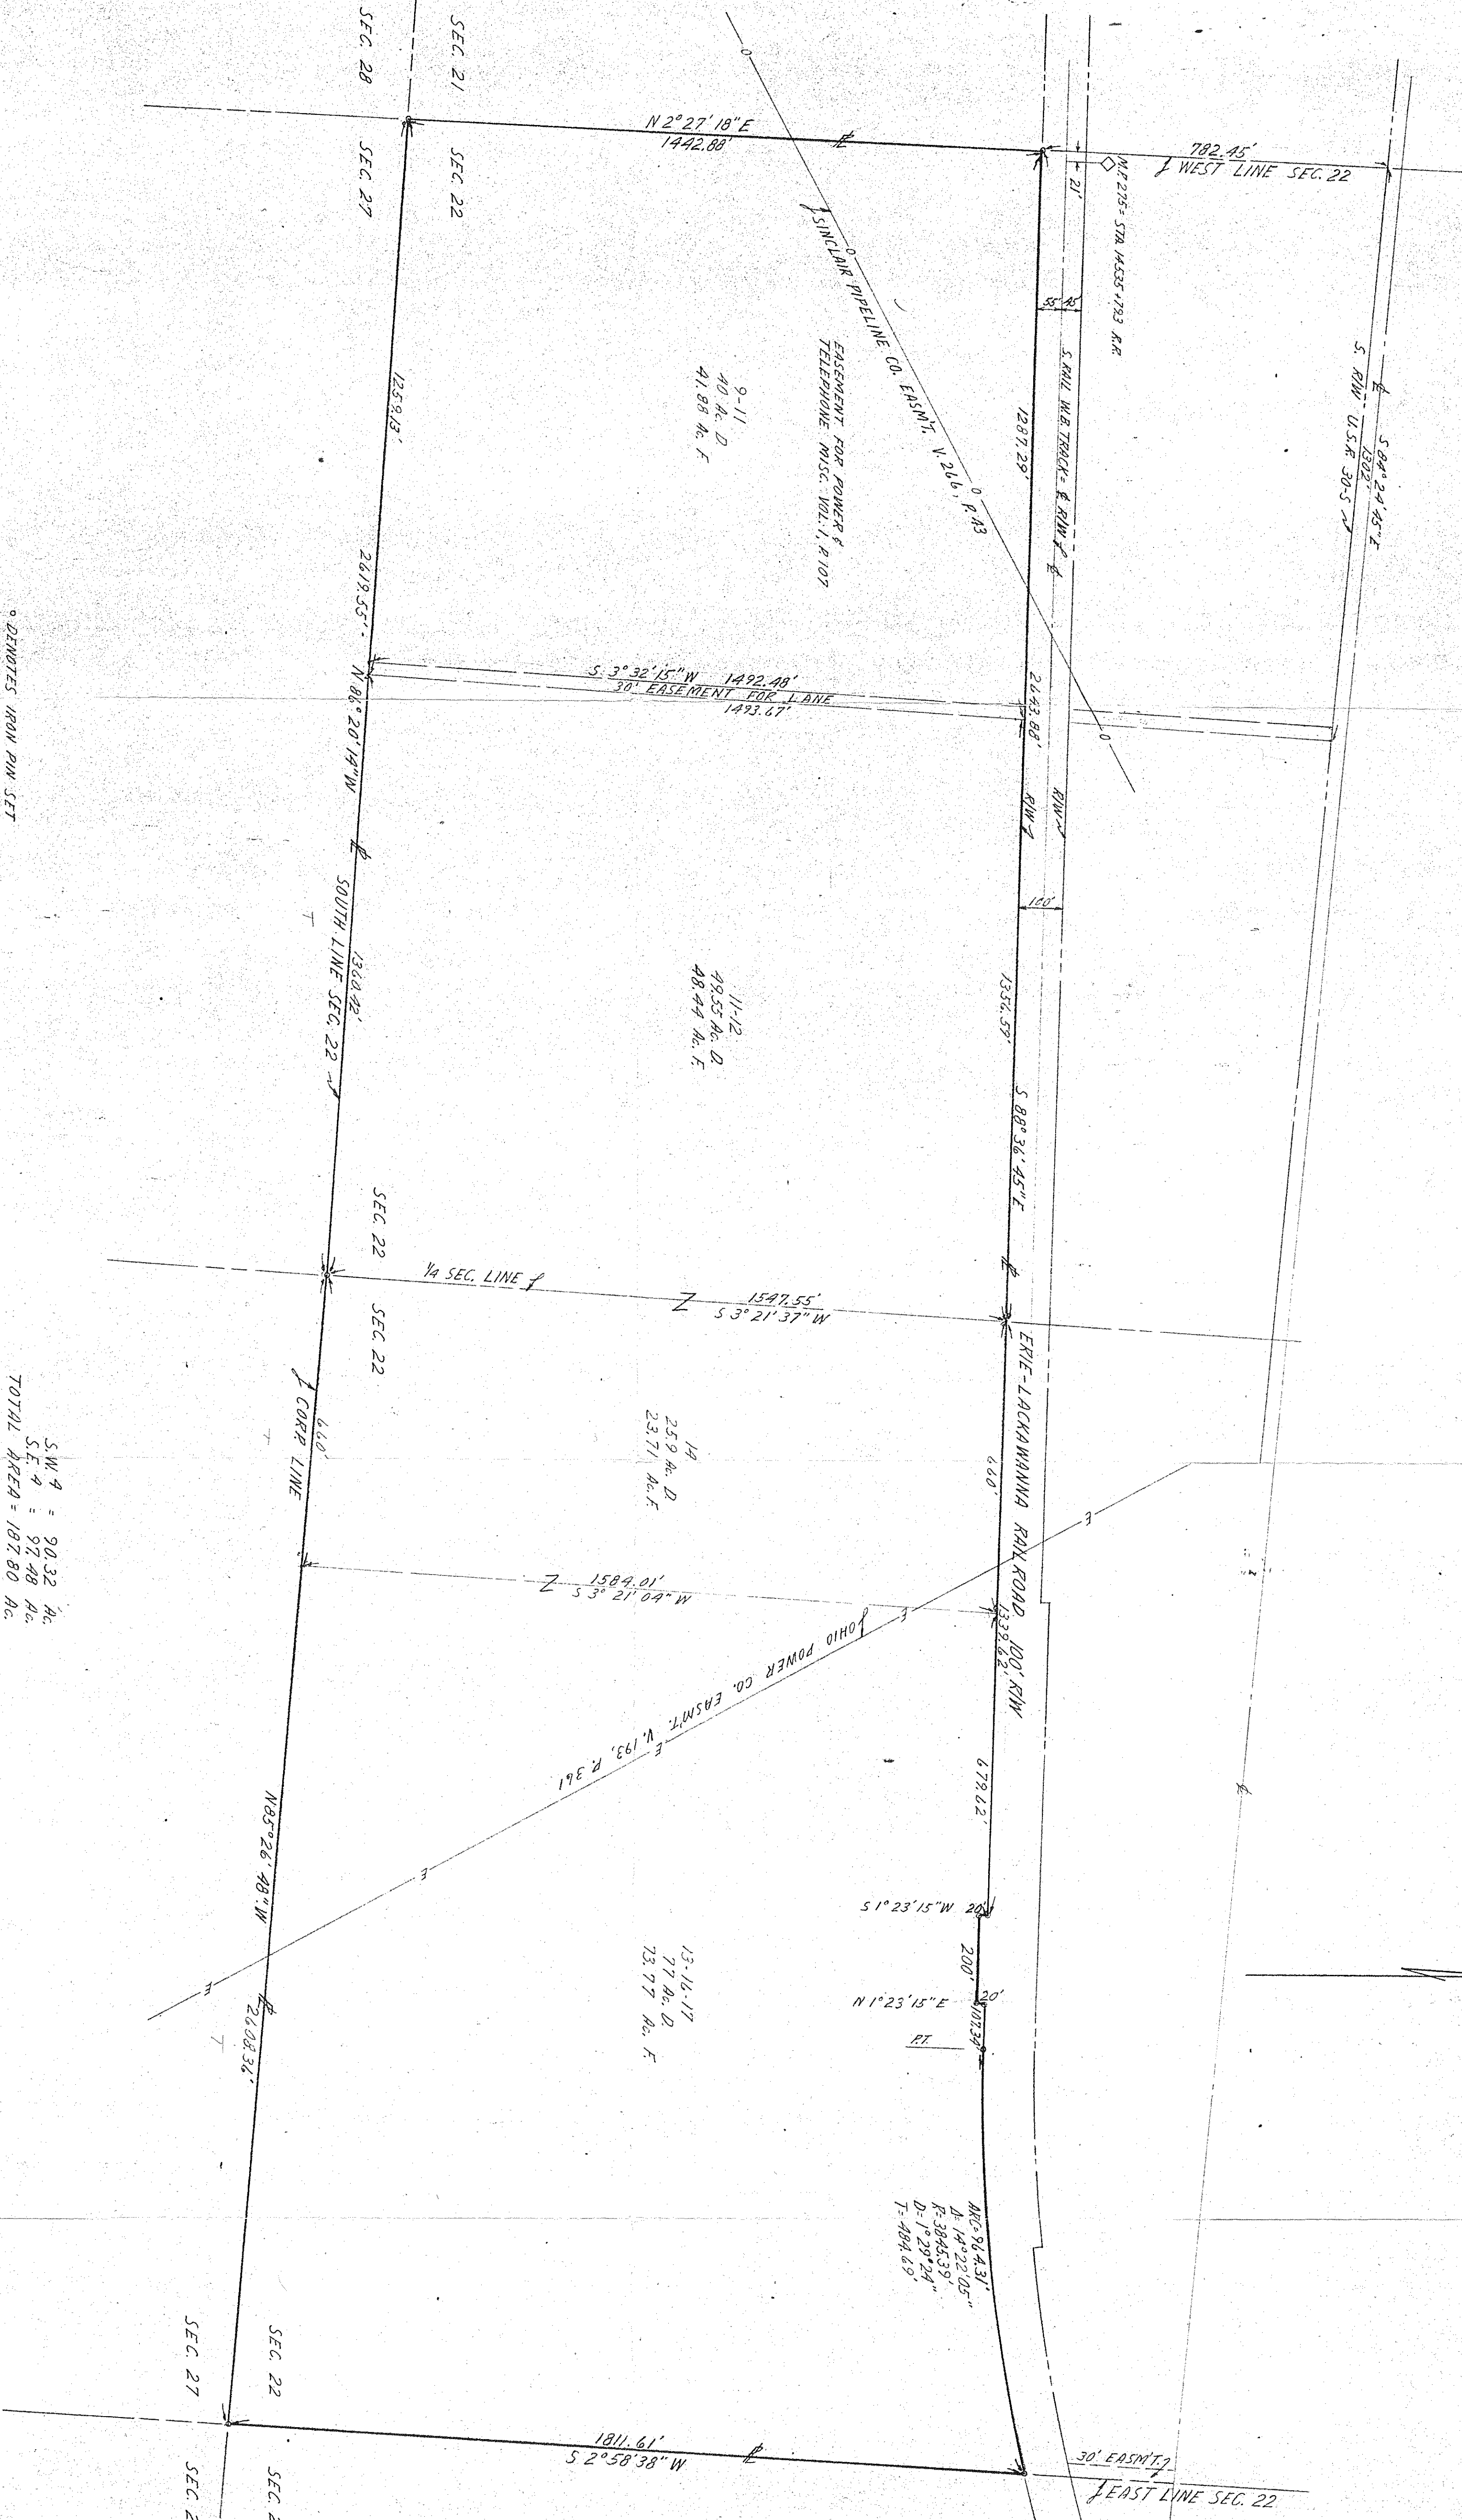 SEC. 28
SEC. 21
SEC. 27
SEC. 22
N 2° 27' 18" E
1442.88'
782.45'
WEST LINE SEC. 22
21'
M.P. 275 = STA. 14535+79.3 R.R.
55' 45'
S. RAIL W.B. TRACK = ₵ R/W
S 84° 24' 45" E
1302'
S. R/W U.S.R. 30-S
SINCLAIR PIPELINE CO. EASM'T. V. 266, P. 43
EASEMENT FOR POWER &
TELEPHONE MISC. VOL. 1, P. 107
9-11
40 Ac. D.
41.88 Ac. F.
1287.29'
1259.13'
2619.55' - N 86° 20' 14" W
S 3° 32' 15" W 1492.48'
30' EASEMENT FOR LANE
1493.67'
2643.88'
R/W
R/W
100'
° DENOTES IRON PIN SET
SOUTH LINE SEC. 22
1360.42'
11-12
49.55 Ac. D.
48.44 Ac. F.
1356.59'
S 88° 36' 45" E
SEC. 22
1/4 SEC. LINE
1547.55'
S 3° 21' 37" W
SEC. 22
CORR. LINE
660'
14
25.9 Ac. D.
23.71 Ac. F.
660'
ERIE-LACKAWANNA RAILROAD 100' R/W
1339.62'
1584.01'
S 3° 21' 04" W
OHIO POWER CO. EASM'T. V. 193, P. 361
S.W. 4 = 90.32 Ac.
S.E. 4 = 97.48 Ac.
TOTAL AREA = 187.80 Ac.
679.62'
N 85° 26' 48" W
2608.36'
S 1° 23' 15" W 20'
200'
N 1° 23' 15" E 20'
107.34'
P.T.
13-16-17
77 Ac. D.
73.77 Ac. F.
ARC = 964.31'
Δ = 14° 22' 05"
R = 3845.39'
D = 1° 29' 24"
T = 484.69'
SEC. 27
SEC. 22
1811.61'
S 2° 58' 38" W
30' EASM'T.
EAST LINE SEC. 22
SEC.
SEC.